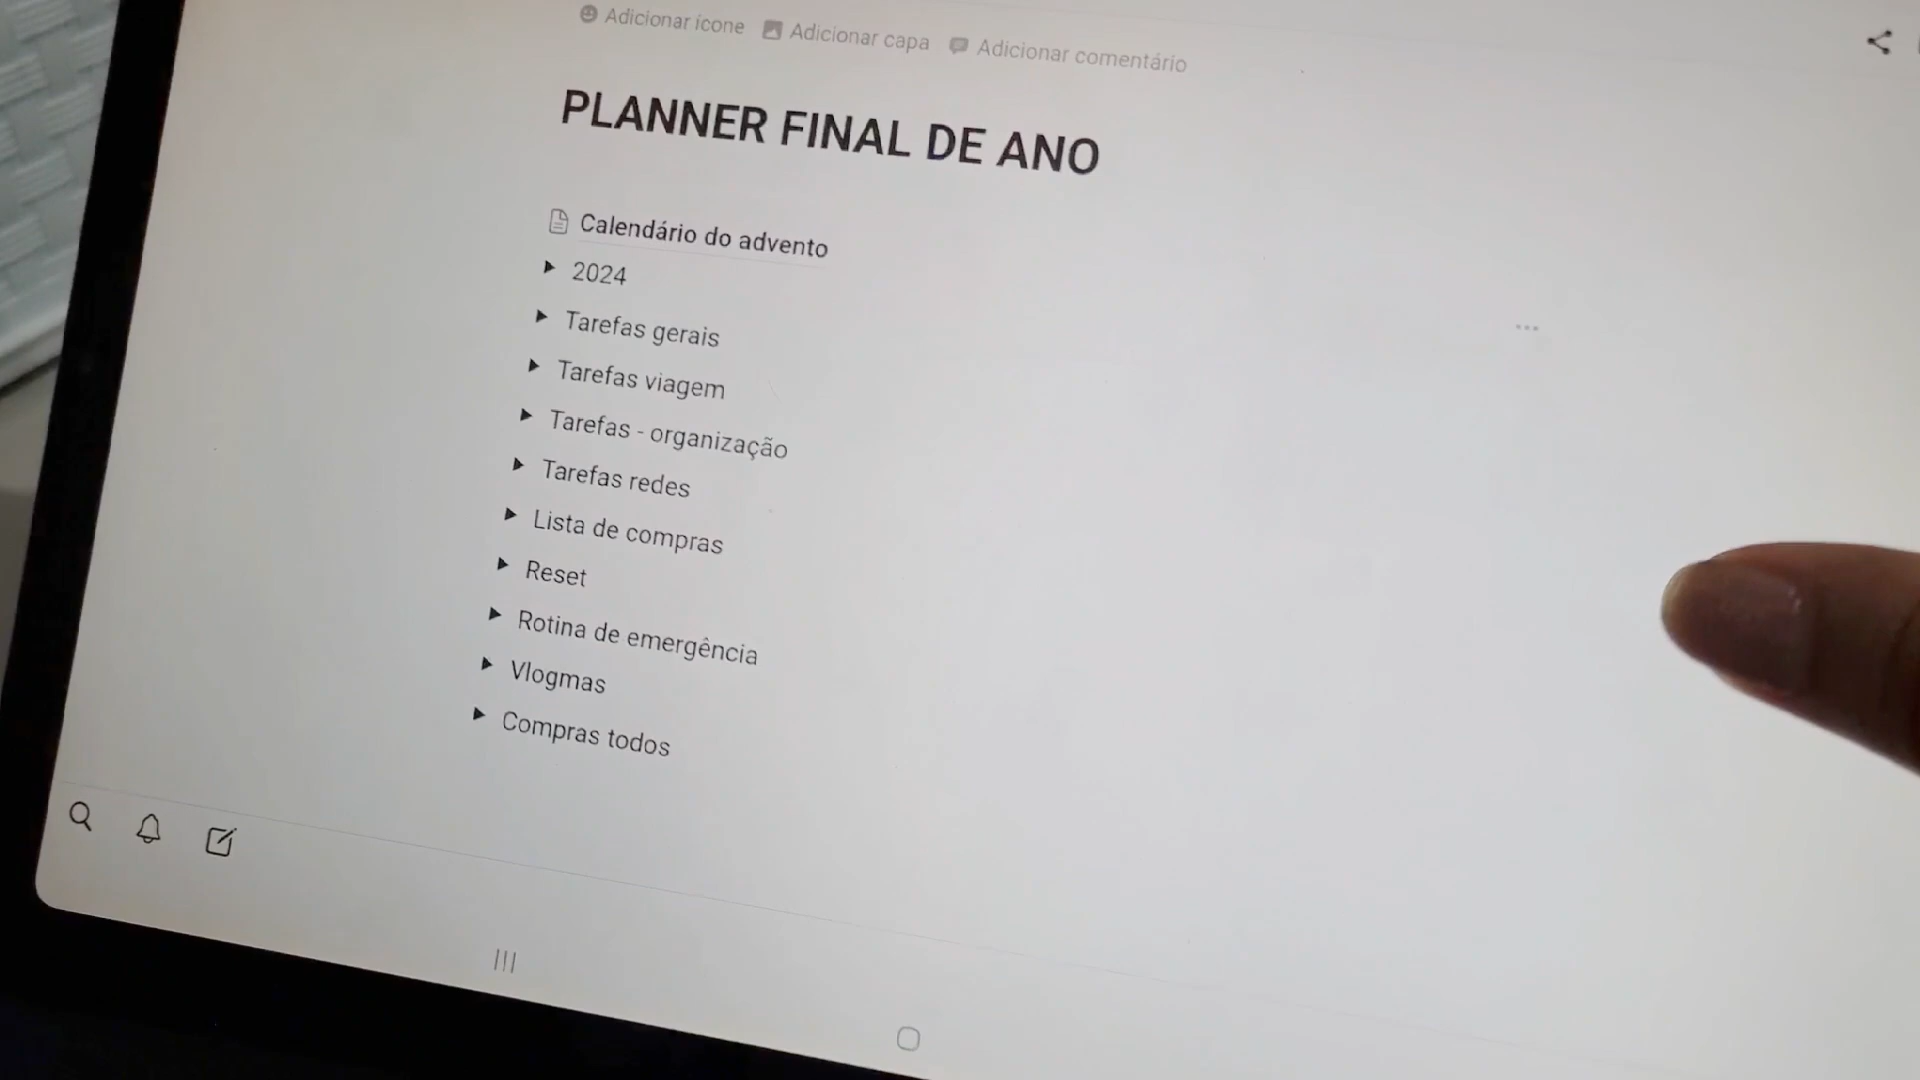 Adicionar ícone Adicionar capa Adicionar comentário
PLANNER FINAL DE ANO
Calendário do advento
2024
Tarefas gerais
Tarefas viagem
Tarefas - organização
Tarefas redes
Lista de compras
Reset
Rotina de emergência
Vlogmas
Compras todos